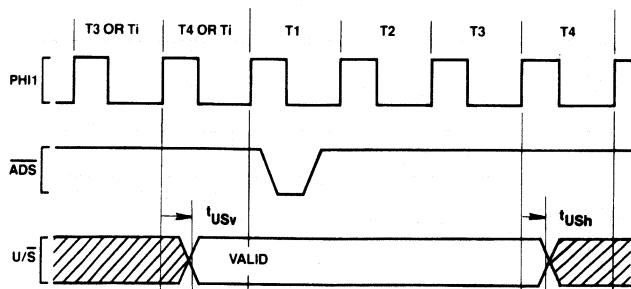 T3 OR Ti T4 OR Ti T1 T2 T3 T4
PHI1
ADS
tUSv tUSh
U/S VALID